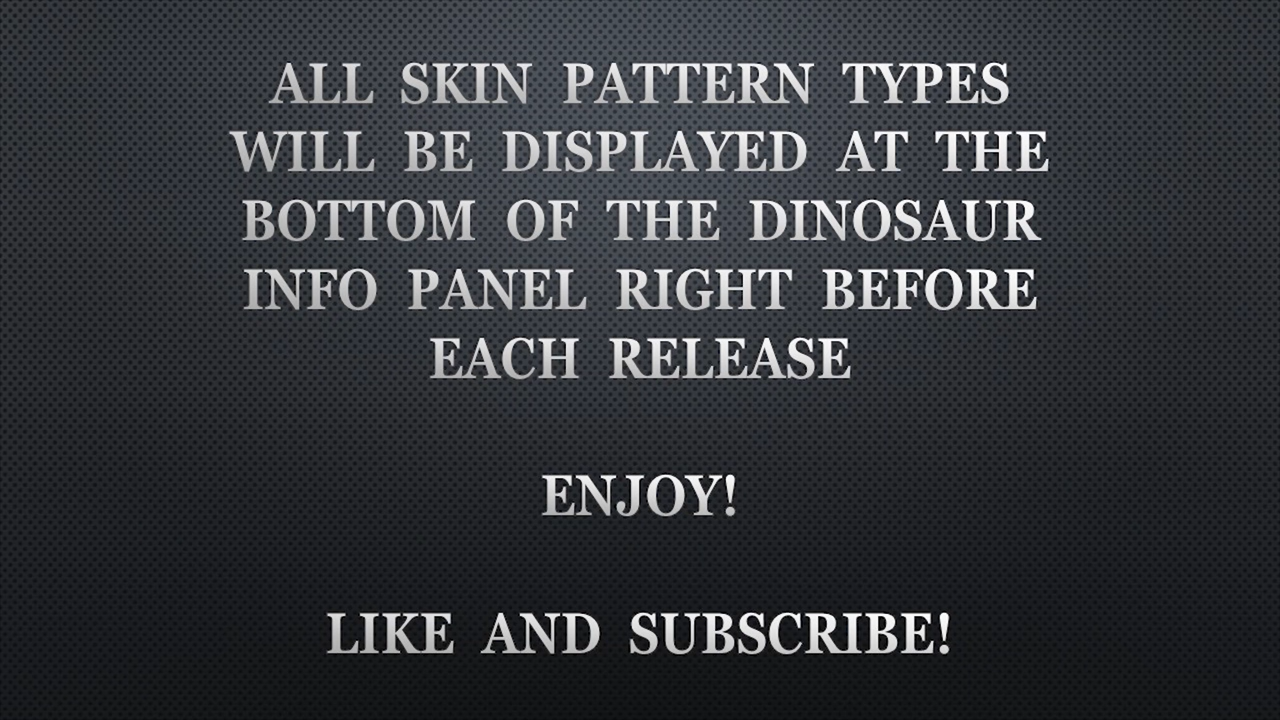 ALL SKIN PATTERN TYPES
WILL BE DISPLAYED AT THE
BOTTOM OF THE DINOSAUR
INFO PANEL RIGHT BEFORE
EACH RELEASE
ENJOY!
LIKE AND SUBSCRIBE!